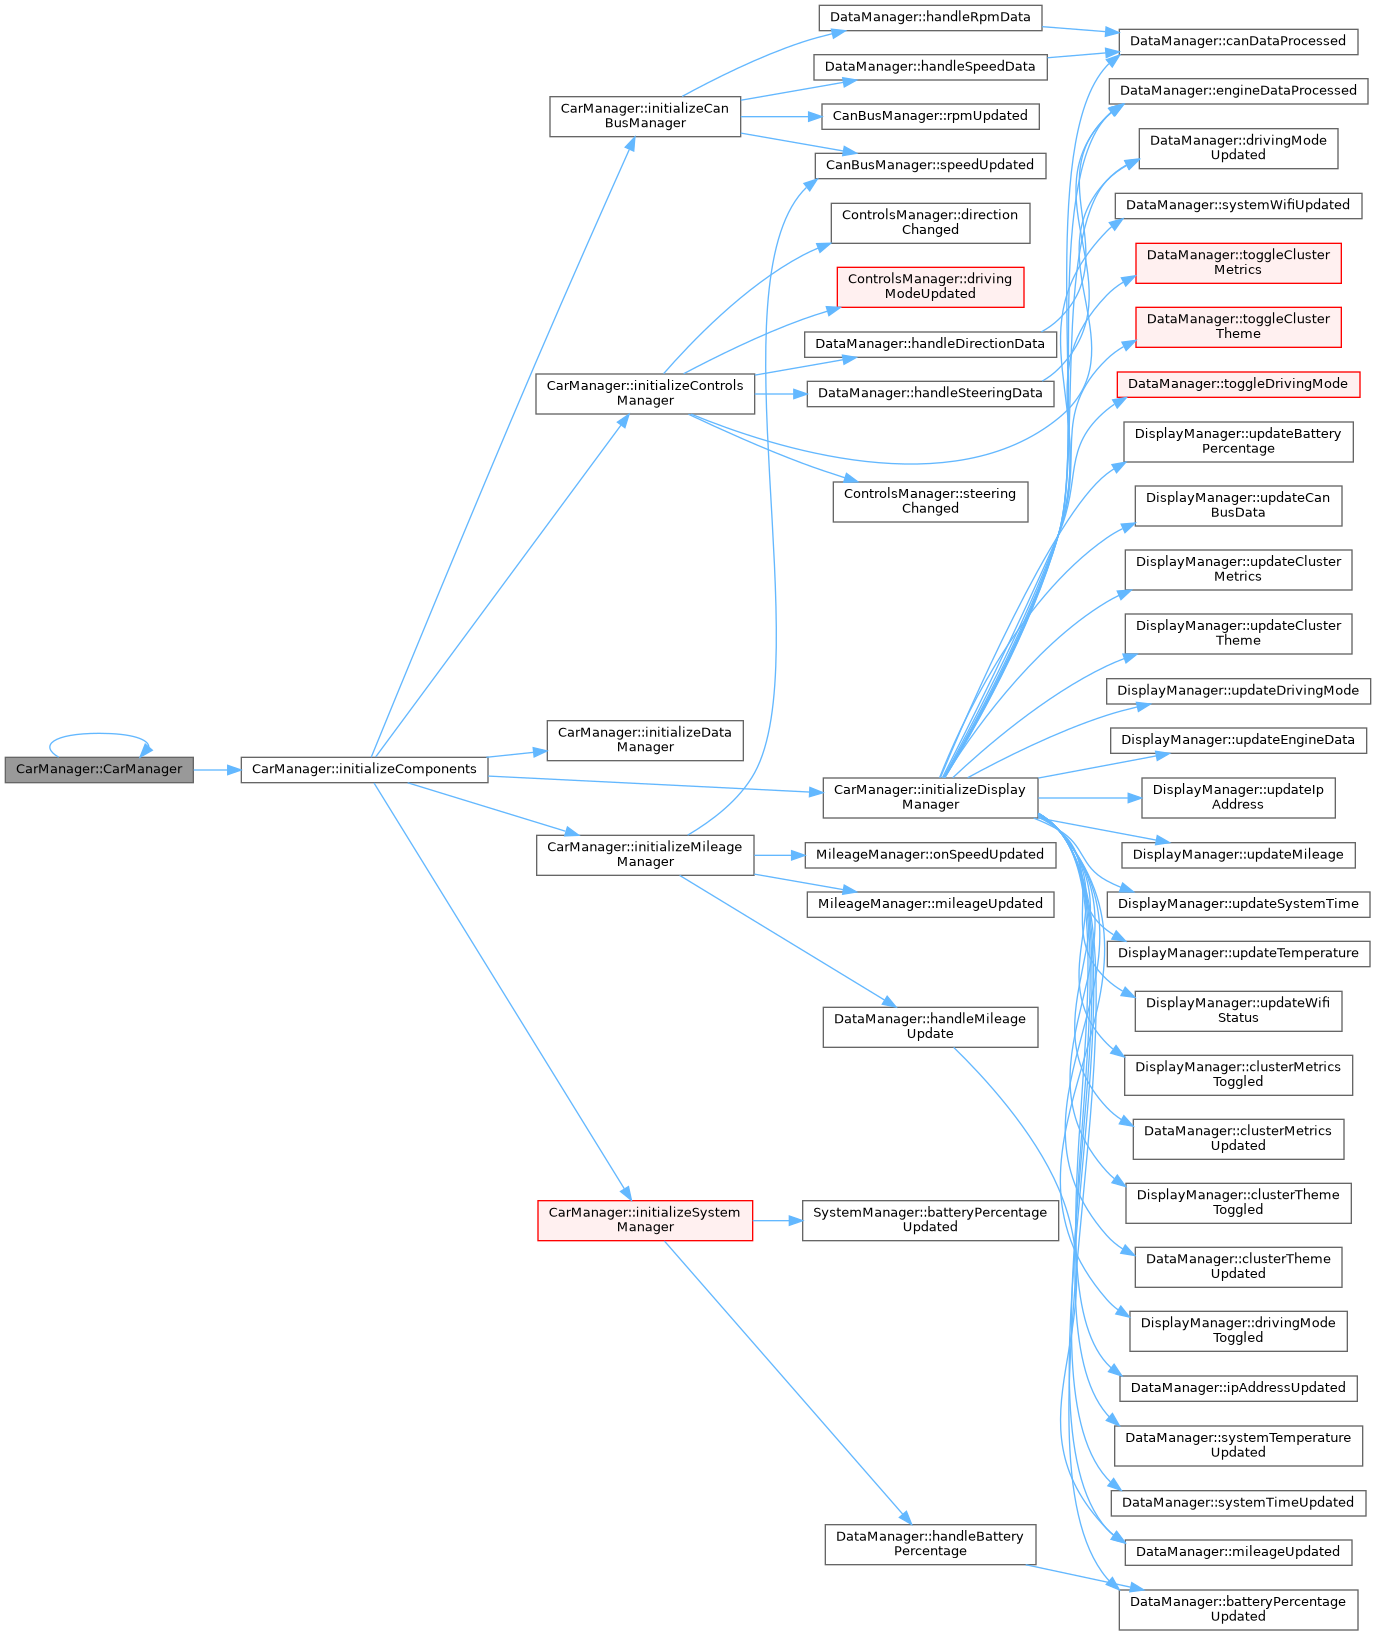 CarManager::CarManager
CarManager::initializeComponents
CarManager::initializeCan
BusManager
CarManager::initializeControls
Manager
CarManager::initializeData
Manager
CarManager::initializeMileage
Manager
CarManager::initializeSystem
Manager
DataManager::handleRpmData
DataManager::handleSpeedData
CanBusManager::rpmUpdated
CanBusManager::speedUpdated
ControlsManager::direction
Changed
ControlsManager::driving
ModeUpdated
DataManager::handleDirectionData
DataManager::handleSteeringData
ControlsManager::steering
Changed
CarManager::initializeDisplay
Manager
MileageManager::onSpeedUpdated
MileageManager::mileageUpdated
DataManager::handleMileage
Update
SystemManager::batteryPercentage
Updated
DataManager::handleBattery
Percentage
DataManager::canDataProcessed
DataManager::engineDataProcessed
DataManager::drivingMode
Updated
DataManager::systemWifiUpdated
DataManager::toggleCluster
Metrics
DataManager::toggleCluster
Theme
DataManager::toggleDrivingMode
DisplayManager::updateBattery
Percentage
DisplayManager::updateCan
BusData
DisplayManager::updateCluster
Metrics
DisplayManager::updateCluster
Theme
DisplayManager::updateDrivingMode
DisplayManager::updateEngineData
DisplayManager::updateIp
Address
DisplayManager::updateMileage
DisplayManager::updateSystemTime
DisplayManager::updateTemperature
DisplayManager::updateWifi
Status
DisplayManager::clusterMetrics
Toggled
DataManager::clusterMetrics
Updated
DisplayManager::clusterTheme
Toggled
DataManager::clusterTheme
Updated
DisplayManager::drivingMode
Toggled
DataManager::ipAddressUpdated
DataManager::systemTemperature
Updated
DataManager::systemTimeUpdated
DataManager::mileageUpdated
DataManager::batteryPercentage
Updated